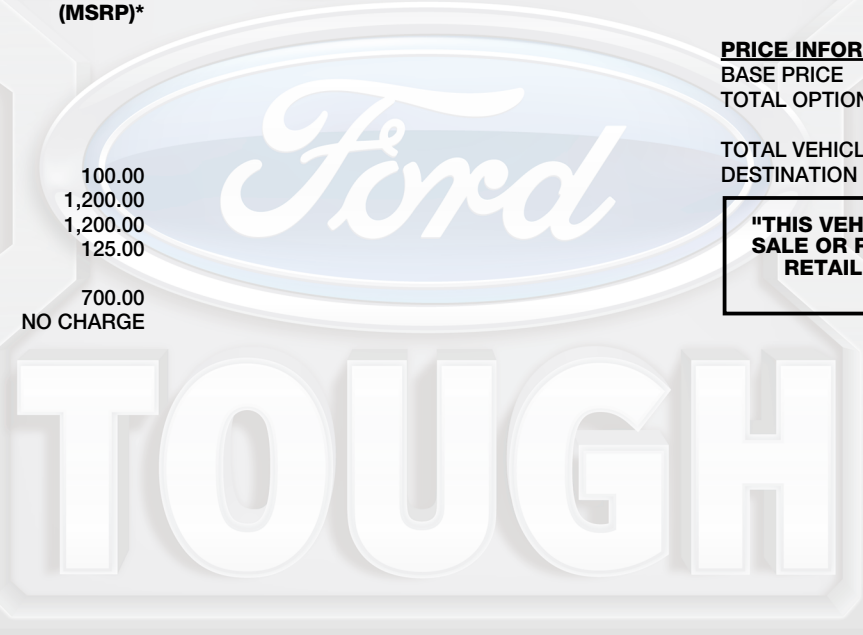 (MSRP)*
100.00
1,200.00
1,200.00
125.00
700.00
NO CHARGE
PRICE INFOR
BASE PRICE
TOTAL OPTION
TOTAL VEHICL
DESTINATION
"THIS VEH
SALE OR F
RETAIL
Ford
TOUGH